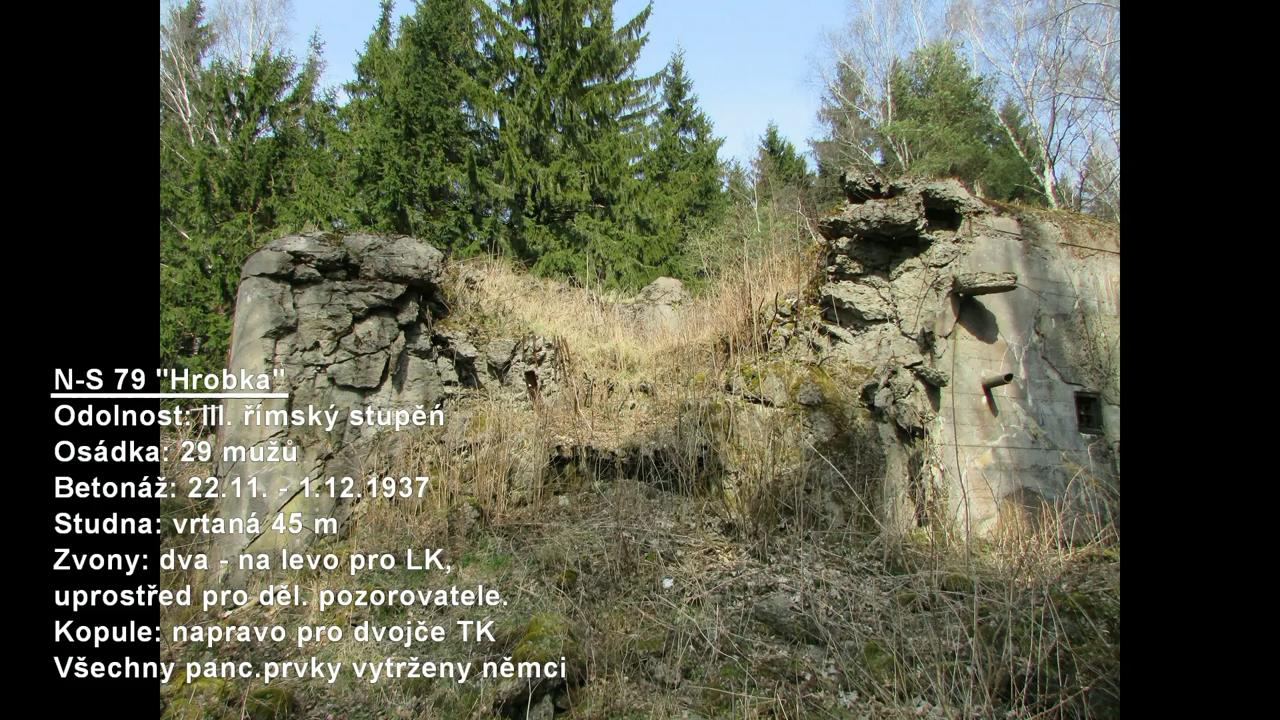 N-S 79 "Hrobka"
Odolnost: III. římský stupěń
Osádka: 29 mužů
Betonáž: 22.11. - 1.12.1937
Studna: vrtaná 45 m
Zvony: dva - na levo pro LK,
uprostřed pro děl. pozorovatele.
Kopule: napravo pro dvojče TK
Všechny panc.prvky vytrženy němci